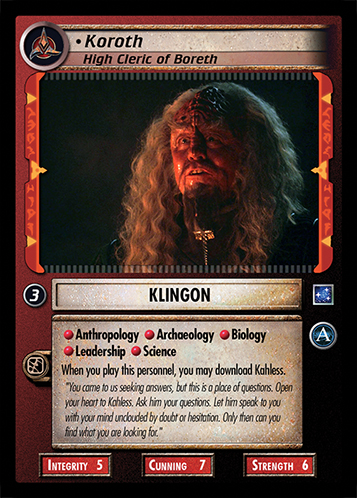 • Koroth
High Cleric of Boreth
3
KLINGON
A
• Anthropology • Archaeology • Biology
• Leadership • Science
When you play this personnel, you may download Kahless.
"You came to us seeking answers, but this is a place of questions. Open
your heart to Kahless. Ask him your questions. Let him speak to you
with your mind unclouded by doubt or hesitation. Only then can you
find what you are looking for."
INTEGRITY 5 CUNNING 7 STRENGTH 6